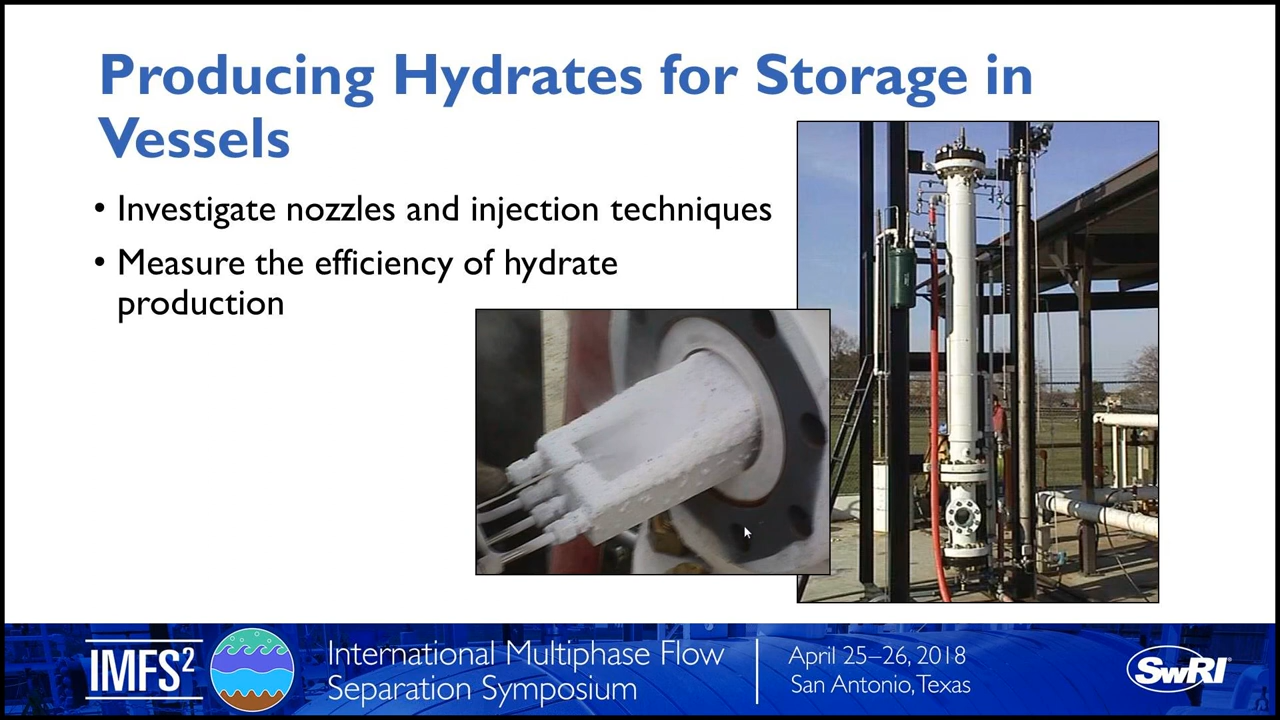 Producing Hydrates for Storage in
Vessels
• Investigate nozzles and injection techniques
• Measure the efficiency of hydrate
production
IMFS²
International Multiphase Flow
Separation Symposium
April 25–26, 2018
San Antonio, Texas
SwRI®